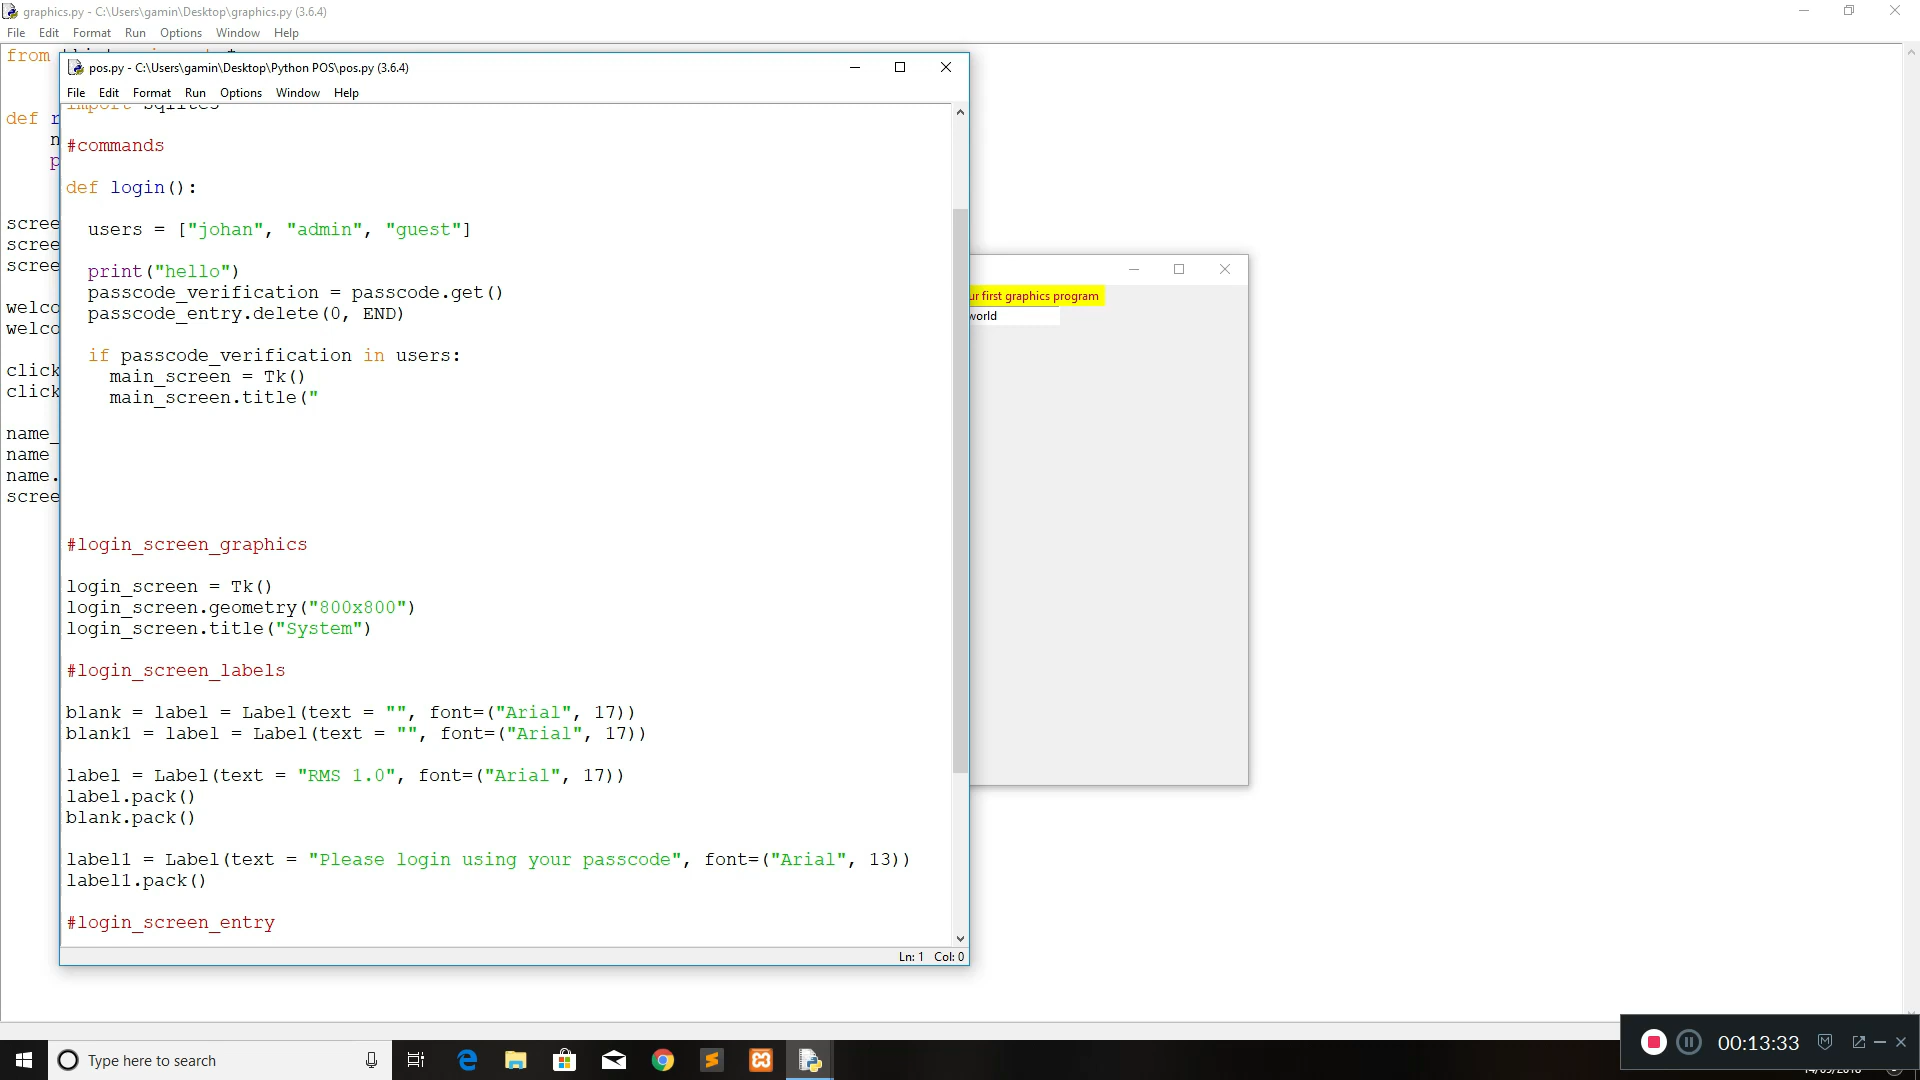 graphics.py - C:\Users\gamin\Desktop\graphics.py (3.6.4)
File Edit Format Run Options Window Help
from
pos.py - C:\Users\gamin\Desktop\Python POS\pos.py (3.6.4)
File Edit Format Run Options Window Help
#commands
def login():
users = ["johan", "admin", "guest"]
print("hello")
passcode_verification = passcode.get()
passcode_entry.delete(0, END)
if passcode_verification in users:
main_screen = Tk()
main_screen.title("
#login_screen_graphics
login_screen = Tk()
login_screen.geometry("800x800")
login_screen.title("System")
#login_screen_labels
blank = label = Label(text = "", font=("Arial", 17))
blank1 = label = Label(text = "", font=("Arial", 17))
label = Label(text = "RMS 1.0", font=("Arial", 17))
label.pack()
blank.pack()
label1 = Label(text = "Please login using your passcode", font=("Arial", 13))
label1.pack()
#login_screen_entry
Ln: 1 Col: 0
def r
n
p
scree
scree
scree
welco
welco
click
click
name_
name
name.
scree
ur first graphics program
world
Type here to search
00:13:33